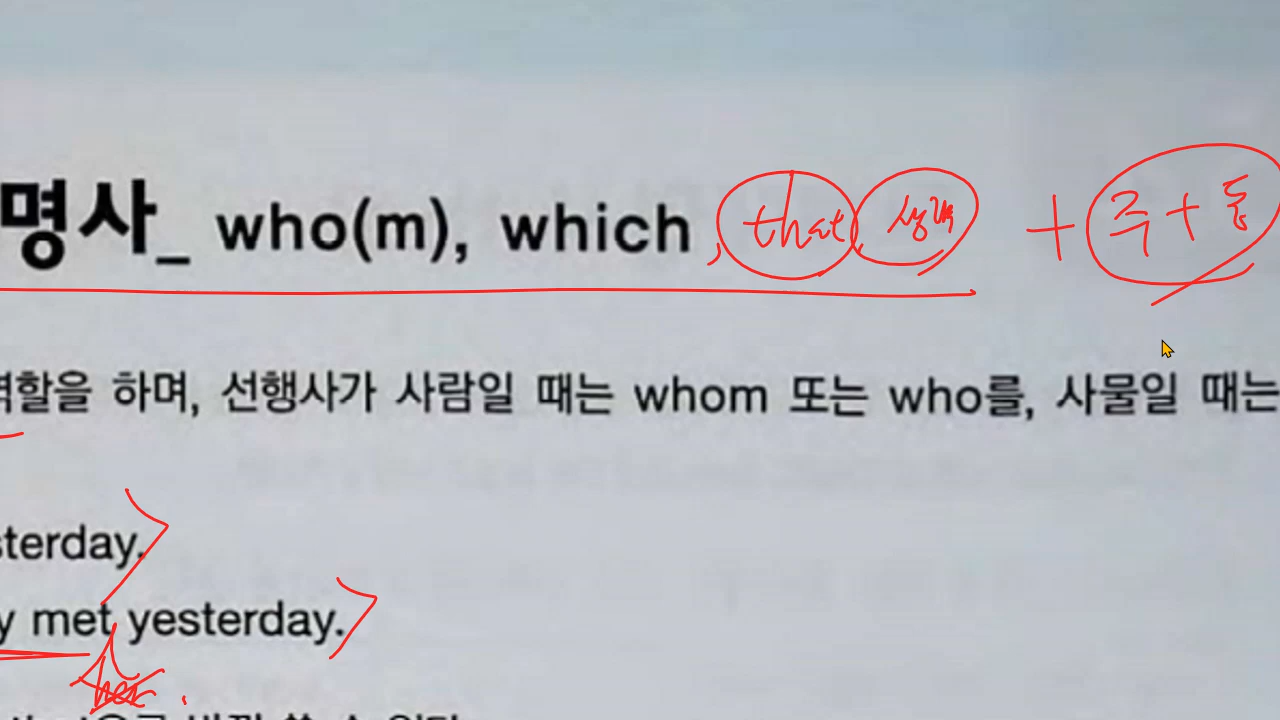 명사_ who(m), which , that 생략 + 주 + 동
역할을 하며, 선행사가 사람일 때는 whom 또는 who를, 사물일 때는
sterday.
y met yesterday.
her